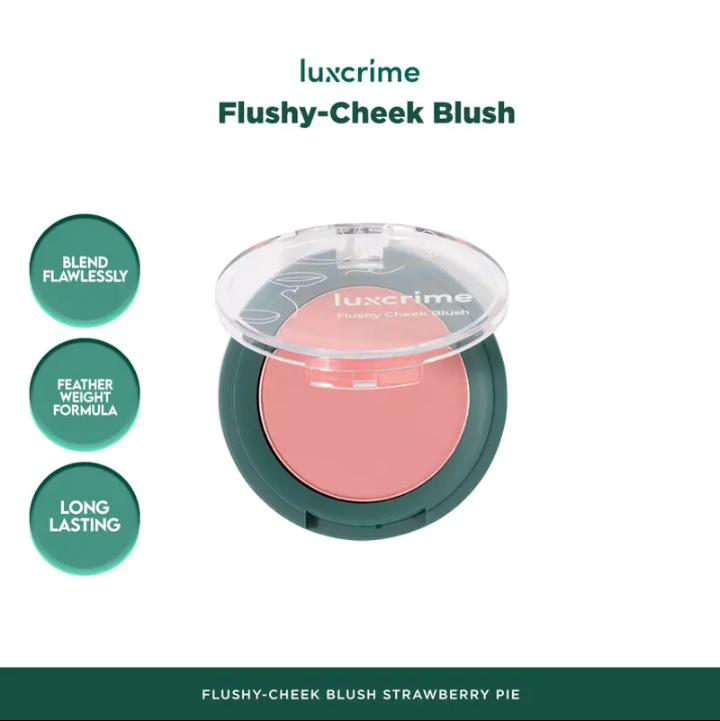 luxcrime
Flushy-Cheek Blush
BLEND
FLAWLESSLY
luxcrime
Flushy Cheek Blush
FEATHER
WEIGHT
FORMULA
LONG
LASTING
FLUSHY-CHEEK BLUSH STRAWBERRY PIE